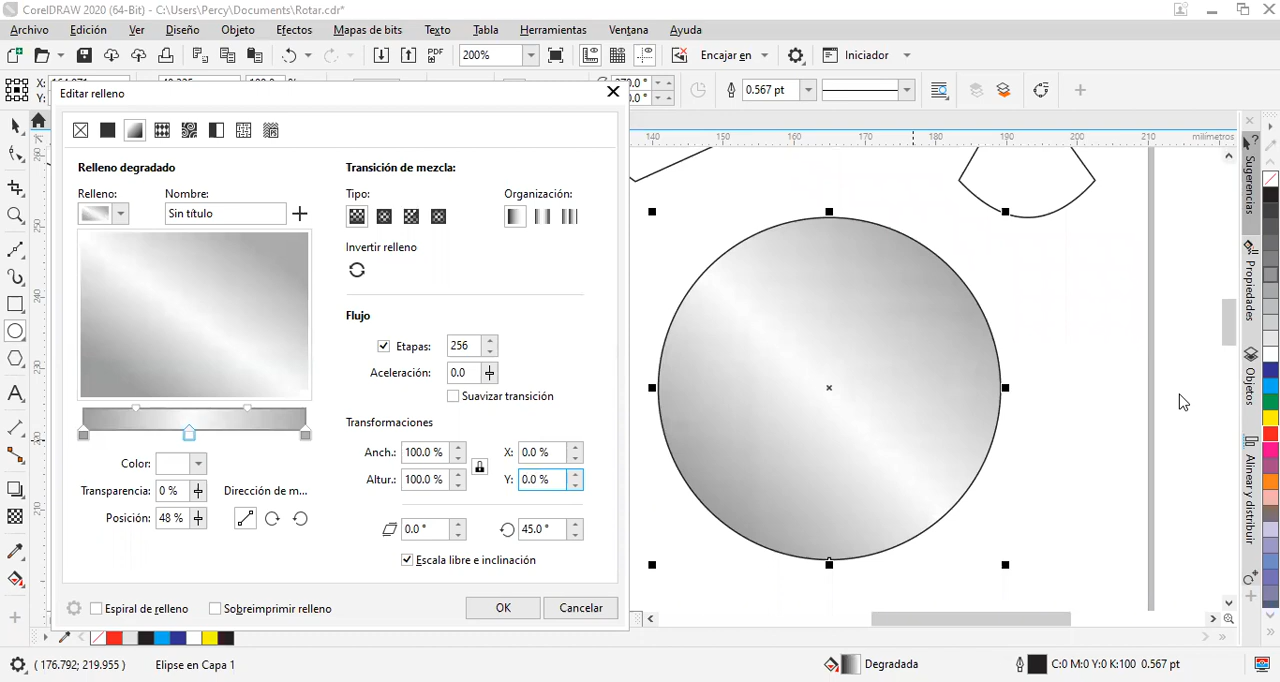 CorelDRAW 2020 (64-Bit) - C:\Users\Percy\Documents\Rotar.cdr*
Archivo Edición Ver Diseño Objeto Efectos Mapas de bits Texto Tabla Herramientas Ventana Ayuda
PDF 200% Encajar en Iniciador
X:
Y:
0.567 pt
Editar relleno
140 150 160 170 180 190 200 210 milímetros
Relleno degradado
Relleno: Nombre:
Sin título
Color:
Transparencia: 0 % Dirección de m...
Posición: 48 %
Transición de mezcla:
Tipo: Organización:
Invertir relleno
Flujo
Etapas: 256
Aceleración: 0.0
Suavizar transición
Transformaciones
Anch.: 100.0 % X: 0.0 %
Altur.: 100.0 % Y: 0.0 %
0.0 ° 45.0 °
Escala libre e inclinación
Espiral de relleno Sobreimprimir relleno OK Cancelar
Sugerencias
Propiedades
Objetos
Alinear y distribuir
( 176.792; 219.955 ) Elipse en Capa 1 Degradada C:0 M:0 Y:0 K:100 0.567 pt